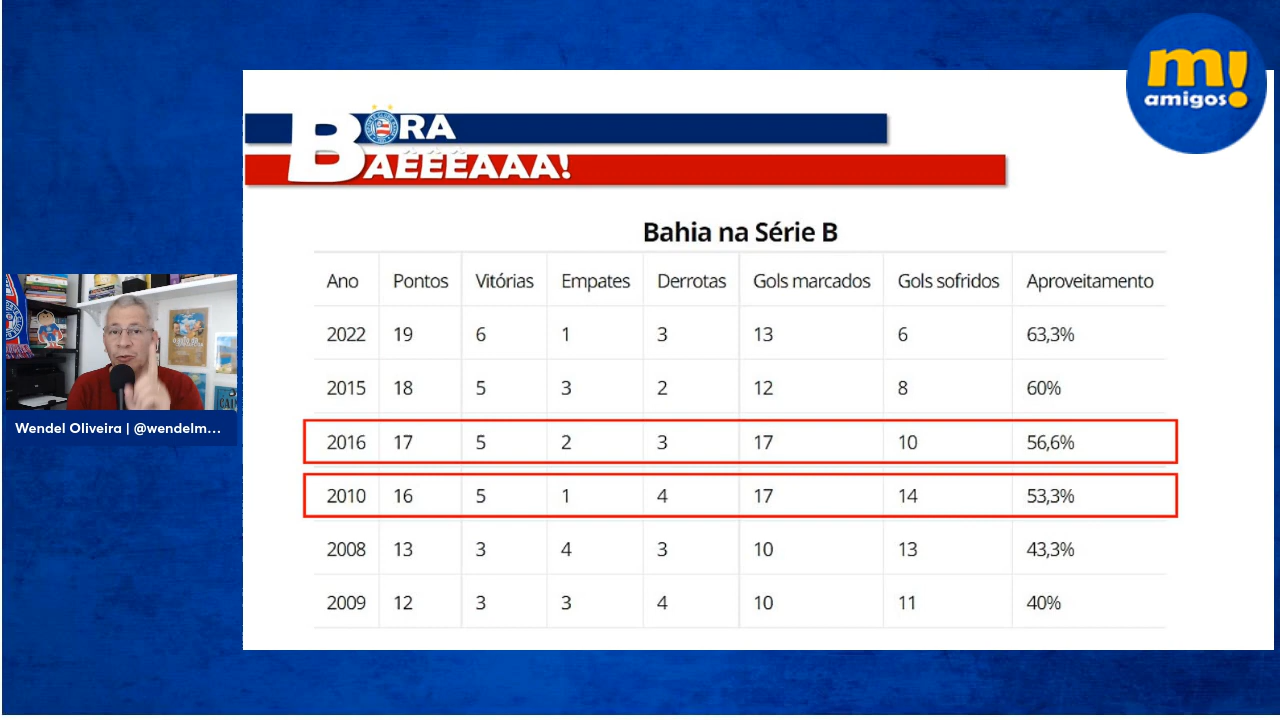 m!
amigos
BORA
BAÊÊÊAAA!
Bahia na Série B
Ano Pontos Vitórias Empates Derrotas Gols marcados Gols sofridos Aproveitamento
2022 19 6 1 3 13 6 63,3%
2015 18 5 3 2 12 8 60%
2016 17 5 2 3 17 10 56,6%
2010 16 5 1 4 17 14 53,3%
2008 13 3 4 3 10 13 43,3%
2009 12 3 3 4 10 11 40%
Wendel Oliveira | @wendelm...